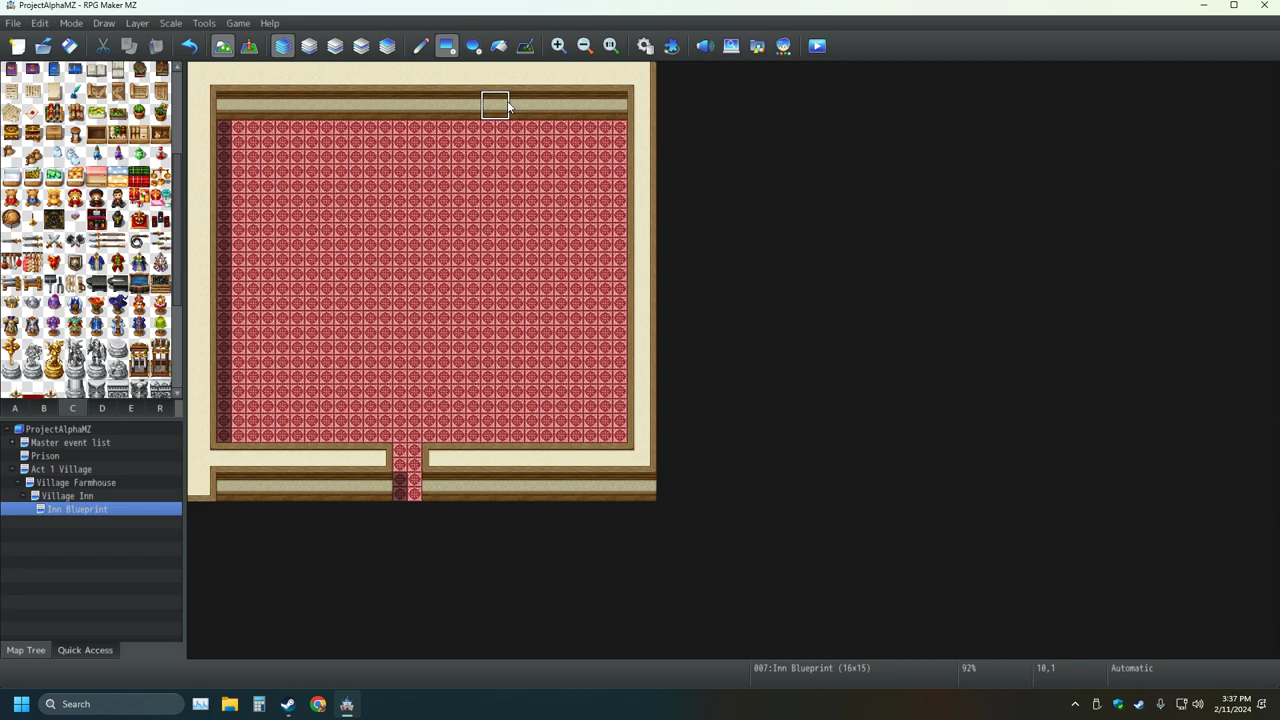 ProjectAlphaMZ - RPG Maker MZ
File Edit Mode Draw Layer Scale Tools Game Help
A B C D E R
ProjectAlphaMZ
Master event list
Prison
Act 1 Village
Village Farmhouse
Village Inn
Inn Blueprint
Map Tree Quick Access
007:Inn Blueprint (16×15) 92% 10,1 Automatic
Search
3:37 PM
2/11/2024